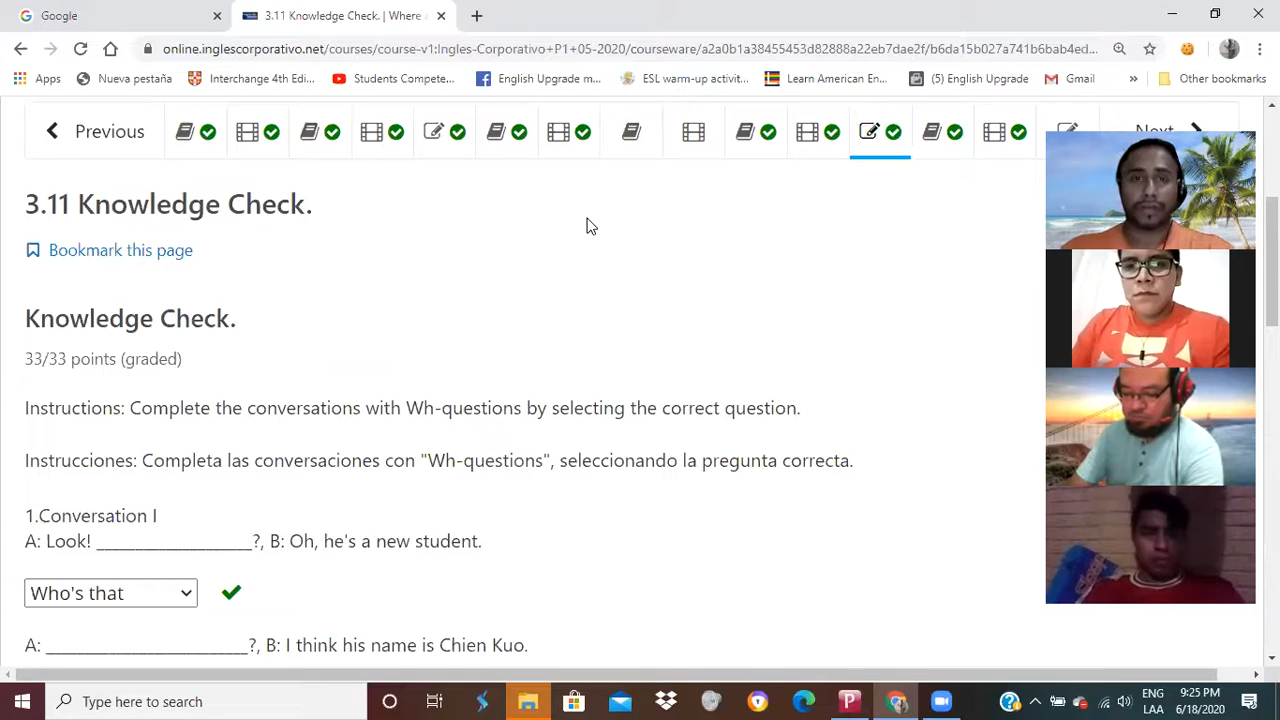 Google
3.11 Knowledge Check. | Where
online.inglescorporativo.net/courses/course-v1:Ingles-Corporativo+P1+05-2020/courseware/a2a0b1a38455453d82888a22eb7dae2f/b6da15b027a741b6bab4ed...
Apps Nueva pestaña Interchange 4th Edi... Students Compete... English Upgrade m... ESL warm-up activit... Learn American En... (5) English Upgrade Gmail » Other bookmarks
Previous Next
3.11 Knowledge Check.
Bookmark this page
Knowledge Check.
33/33 points (graded)
Instructions: Complete the conversations with Wh-questions by selecting the correct question.
Instrucciones: Completa las conversaciones con "Wh-questions", seleccionando la pregunta correcta.
1.Conversation I
A: Look! ____________________?, B: Oh, he's a new student.
Who's that
A: __________________________?, B: I think his name is Chien Kuo.
Type here to search
ENG 9:25 PM
LAA 6/18/2020